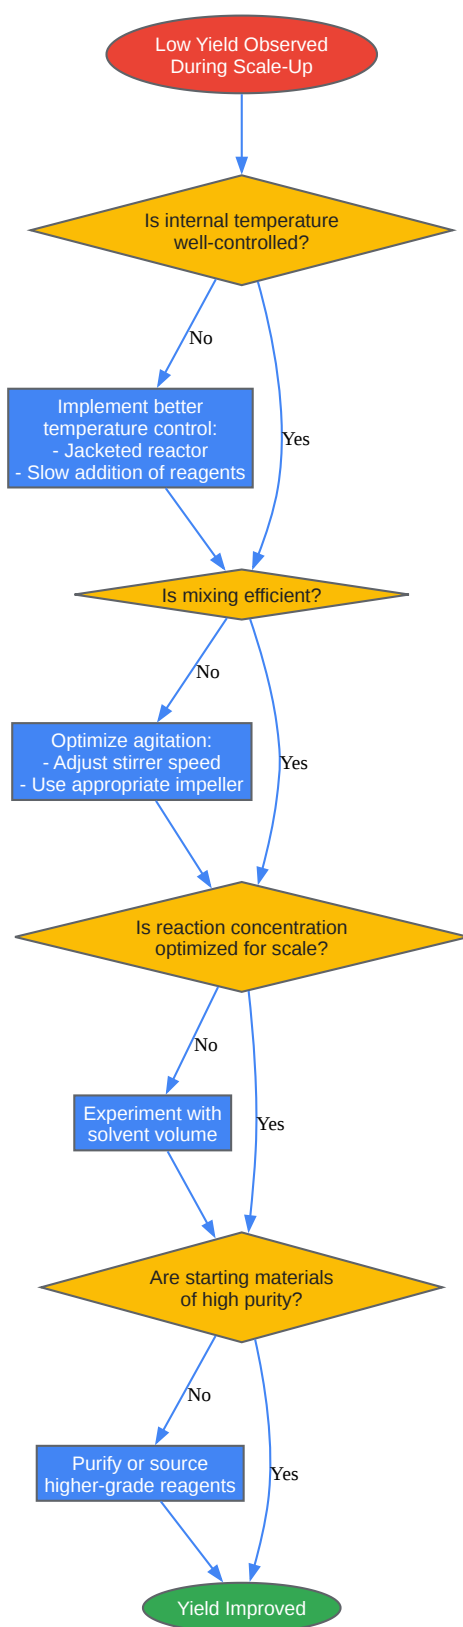 Low Yield Observed
During Scale-Up
Is internal temperature
well-controlled?
No
Implement better
temperature control:
- Jacketed reactor
- Slow addition of reagents
Yes
Is mixing efficient?
No
Optimize agitation:
- Adjust stirrer speed
- Use appropriate impeller
Yes
Is reaction concentration
optimized for scale?
No
Experiment with
solvent volume
Yes
Are starting materials
of high purity?
No
Purify or source
higher-grade reagents
Yes
Yield Improved